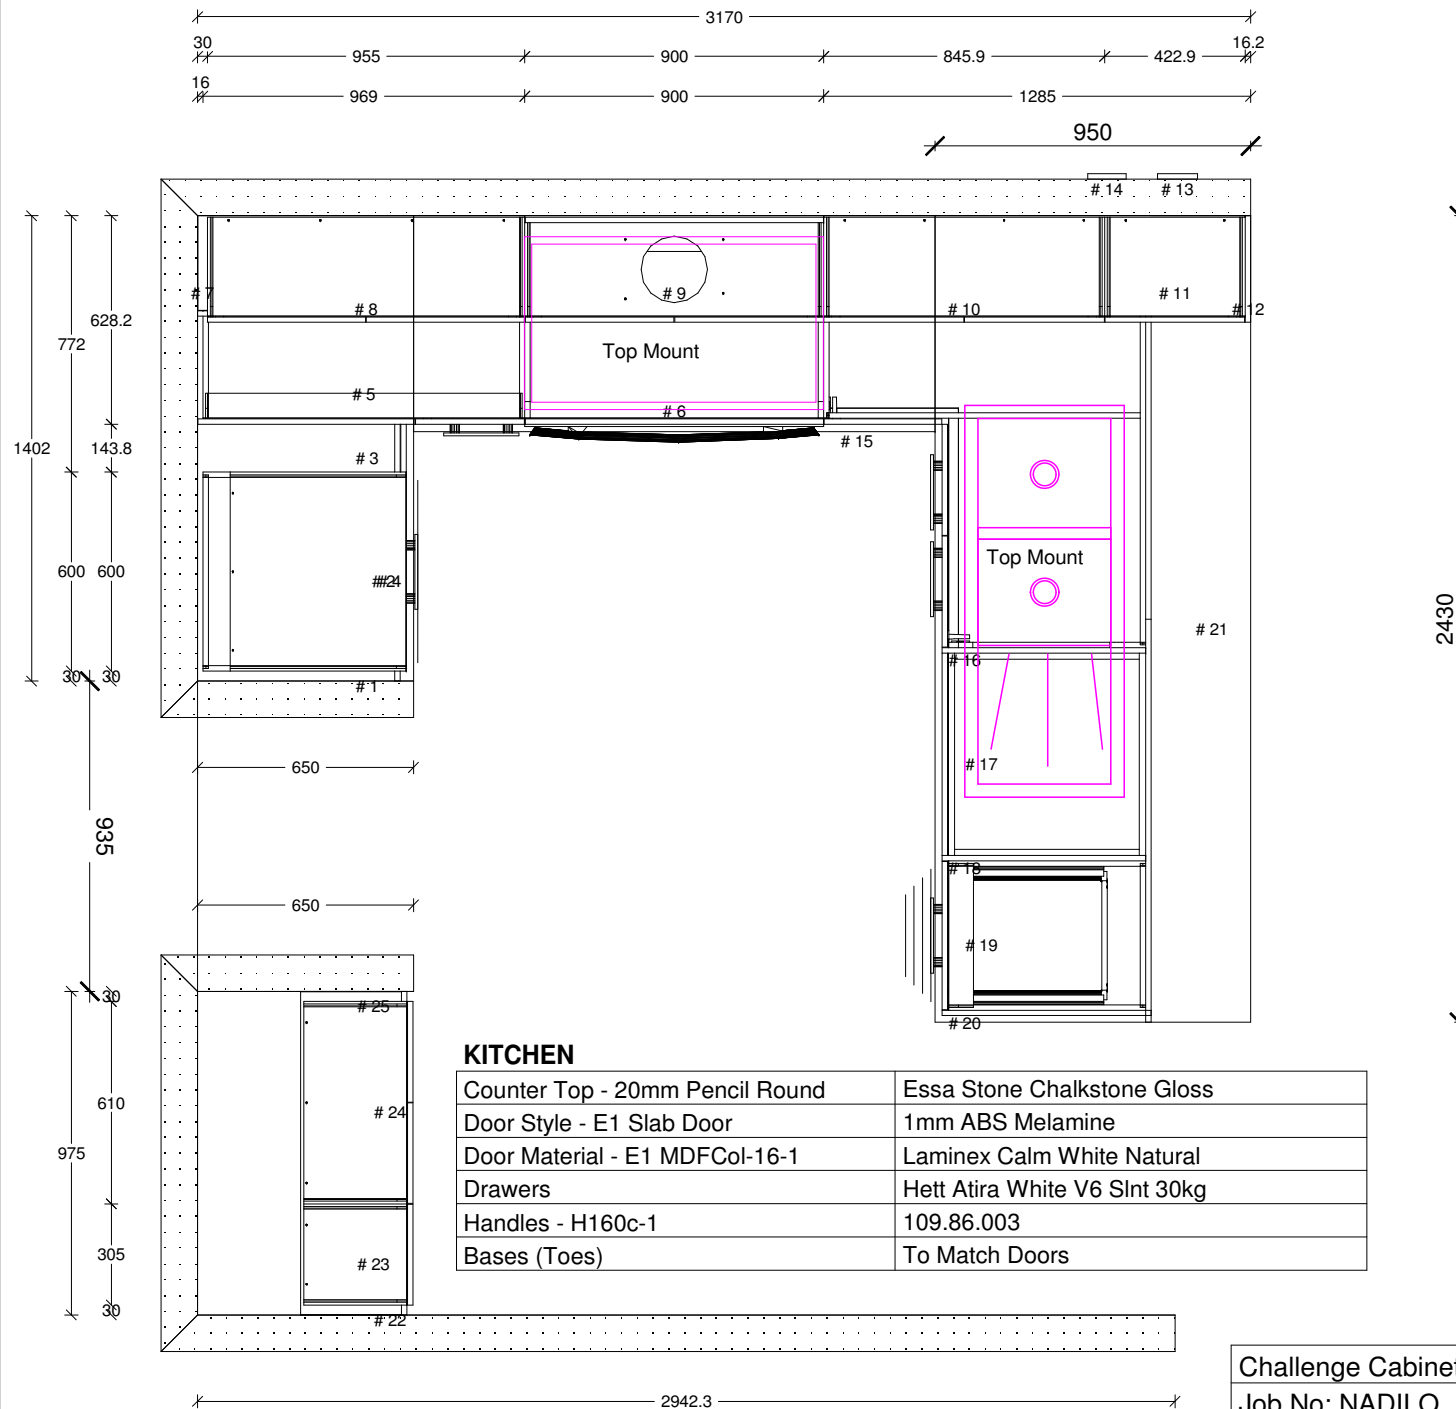 3170
30 955 900 845.9 422.9 16.2
16 969 900 1285
950
# 14 # 13
# 7 # 8 # 9 # 10 # 11 # 12
628.2
772
Top Mount
# 5
# 6
1402 143.8
# 15
# 3
Top Mount
600 600
2430
# 21
# 16
30 30
# 1
650
# 17
935
# 18
650
# 19
30
# 25
# 20
KITCHEN
Counter Top - 20mm Pencil Round Essa Stone Chalkstone Gloss
610
# 24
Door Style - E1 Slab Door 1mm ABS Melamine
975
Door Material - E1 MDFCol-16-1 Laminex Calm White Natural
Drawers Hett Atira White V6 Slnt 30kg
Handles - H160c-1 109.86.003
305
# 23
Bases (Toes) To Match Doors
30
# 22
Challenge Cabinet
Job No: NADILO
2942.3